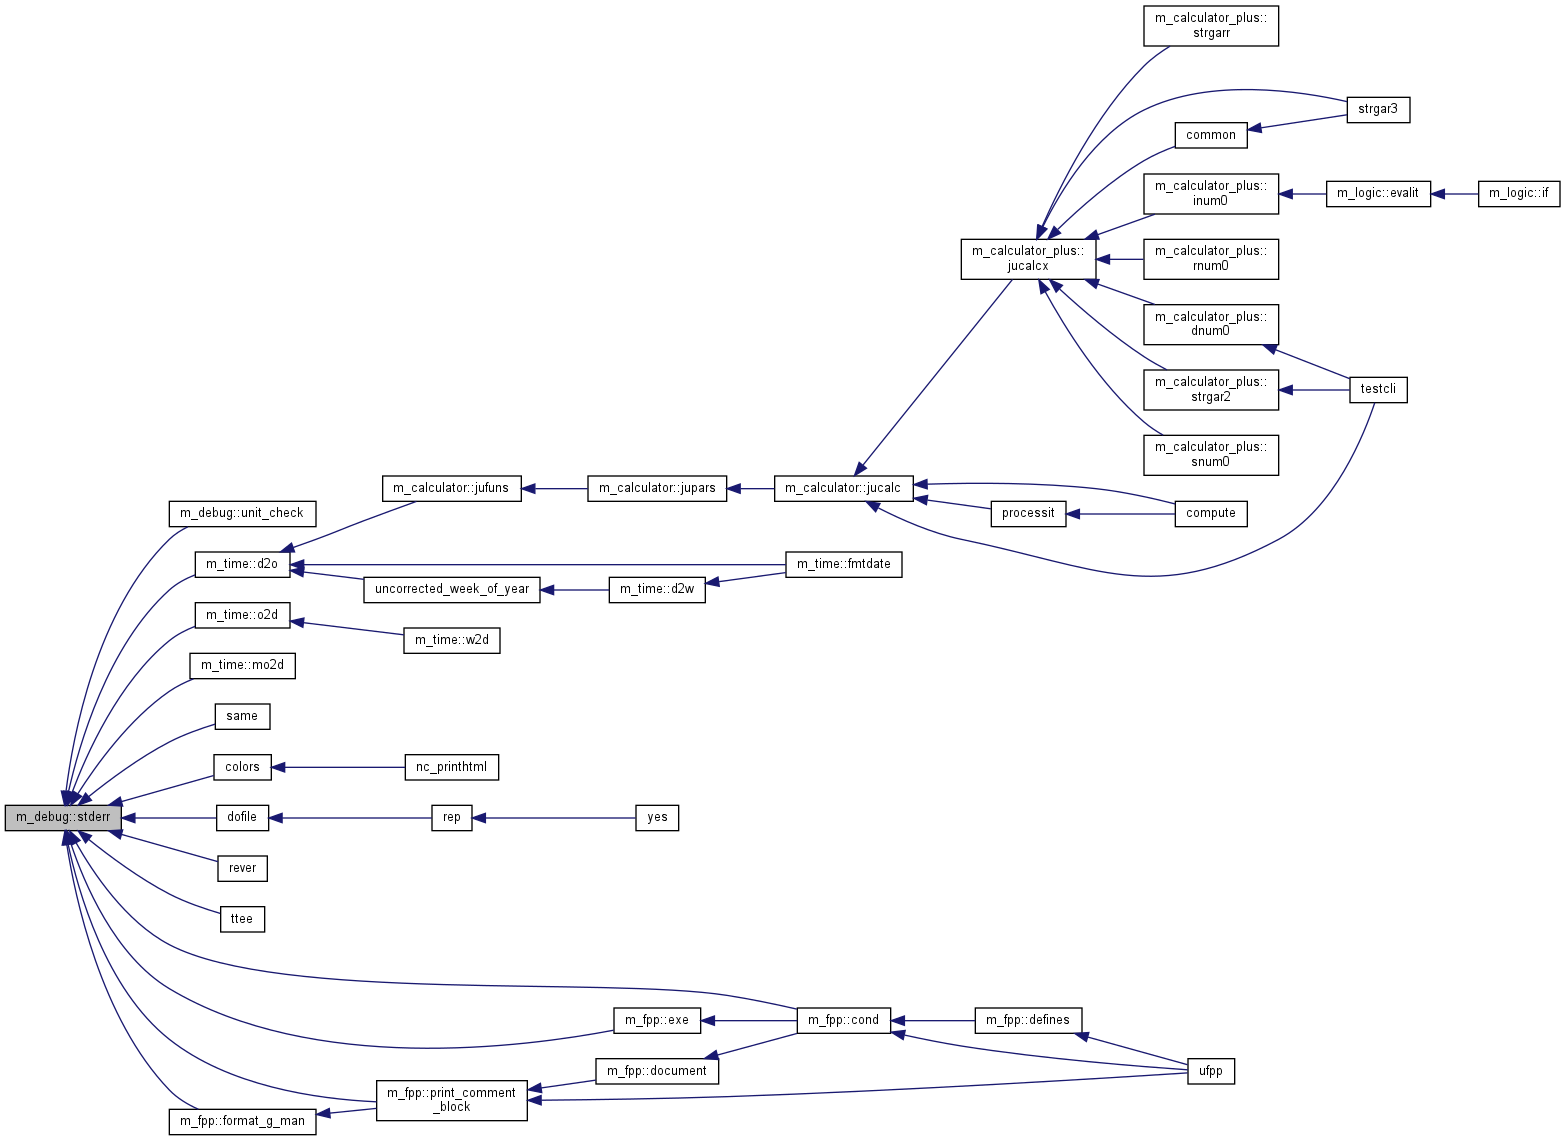 m_calculator_plus::
strgarr
strgar3
common
m_calculator_plus::
inum0
m_logic::evalit
m_logic::if
m_calculator_plus::
jucalcx
m_calculator_plus::
rnum0
m_calculator_plus::
dnum0
m_calculator_plus::
strgar2
testcli
m_calculator_plus::
snum0
m_calculator::jufuns
m_calculator::jupars
m_calculator::jucalc
m_debug::unit_check
processit
compute
m_time::d2o
m_time::fmtdate
uncorrected_week_of_year
m_time::d2w
m_time::o2d
m_time::w2d
m_time::mo2d
same
colors
nc_printhtml
m_debug::stderr
dofile
rep
yes
rever
ttee
m_fpp::exe
m_fpp::cond
m_fpp::defines
m_fpp::document
ufpp
m_fpp::print_comment
_block
m_fpp::format_g_man